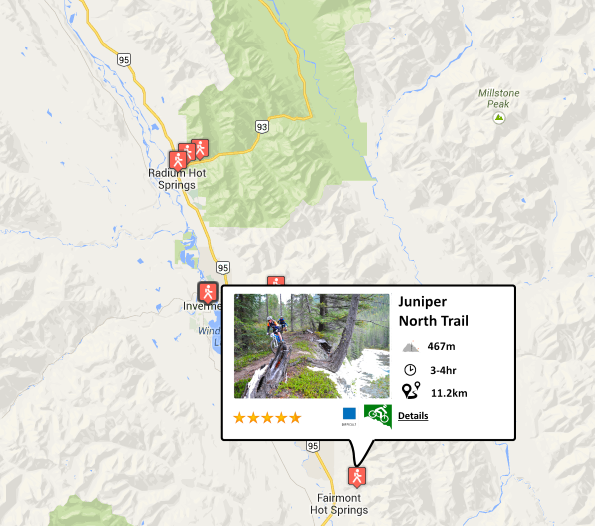 95
Millstone
Peak
93
Radium Hot
Springs
95
Inverme
Wind
L
Juniper
North Trail
467m
3-4hr
11.2km
Details
95
Fairmont
Hot Springs